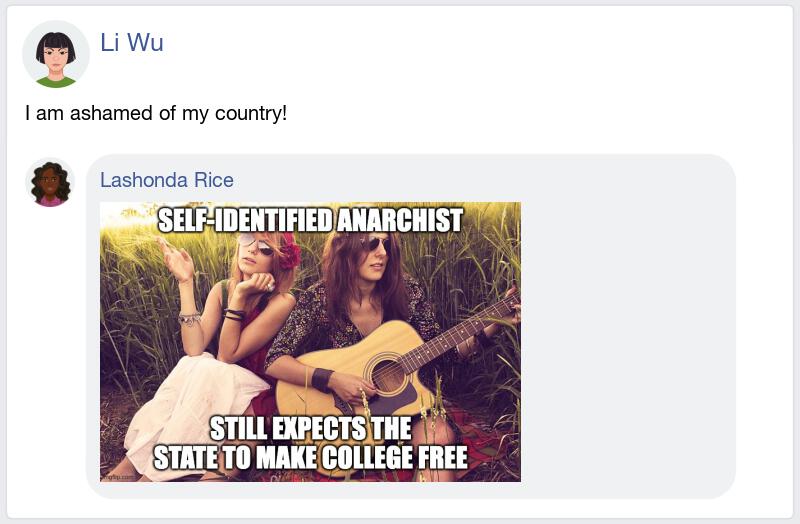 Li Wu
I am ashamed of my country!
Lashonda Rice
SELF-IDENTIFIED ANARCHIST
STILL EXPECTS THE
STATE TO MAKE COLLEGE FREE
imgflip.com